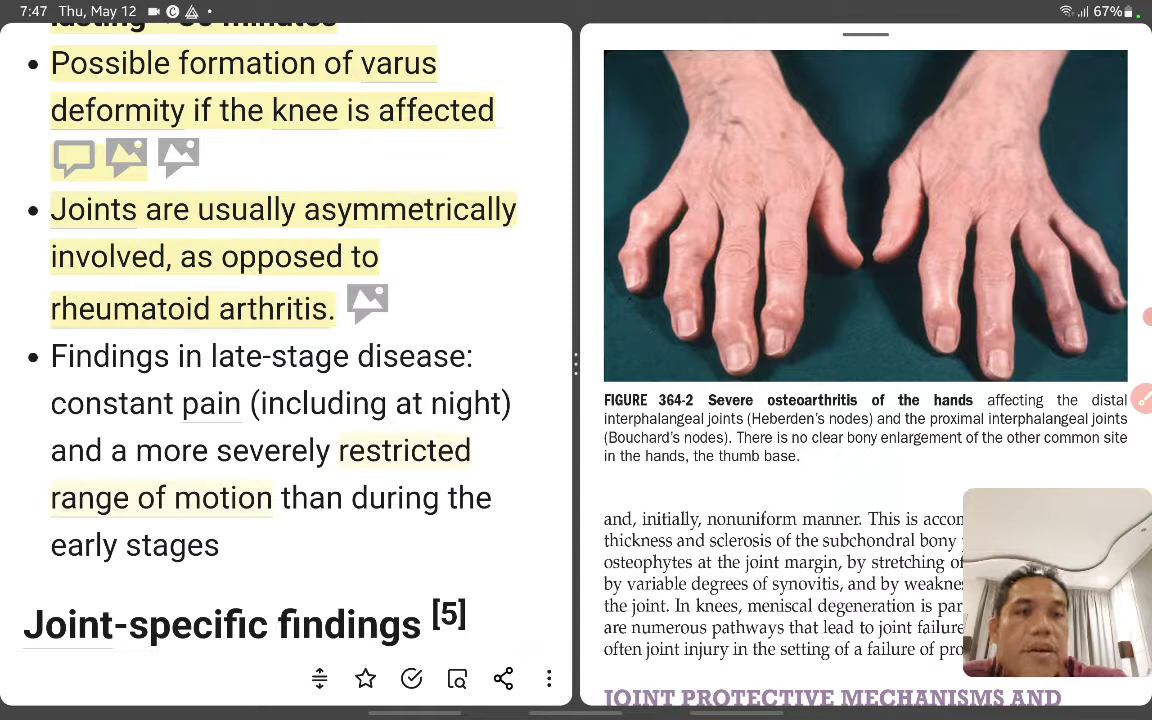 7:47 Thu, May 12
67%
lasting
minutes
• Possible formation of varus
deformity if the knee is affected
• Joints are usually asymmetrically
involved, as opposed to
rheumatoid arthritis.
• Findings in late-stage disease:
constant pain (including at night)
and a more severely restricted
range of motion than during the
early stages
Joint-specific findings [5]
FIGURE 364-2 Severe osteoarthritis of the hands affecting the distal
interphalangeal joints (Heberden's nodes) and the proximal interphalangeal joints
(Bouchard's nodes). There is no clear bony enlargement of the other common site
in the hands, the thumb base.
and, initially, nonuniform manner. This is accom
thickness and sclerosis of the subchondral bony
osteophytes at the joint margin, by stretching of
by variable degrees of synovitis, and by weakne
the joint. In knees, meniscal degeneration is par
are numerous pathways that lead to joint failure
often joint injury in the setting of a failure of pro
JOINT PROTECTIVE MECHANISMS AND